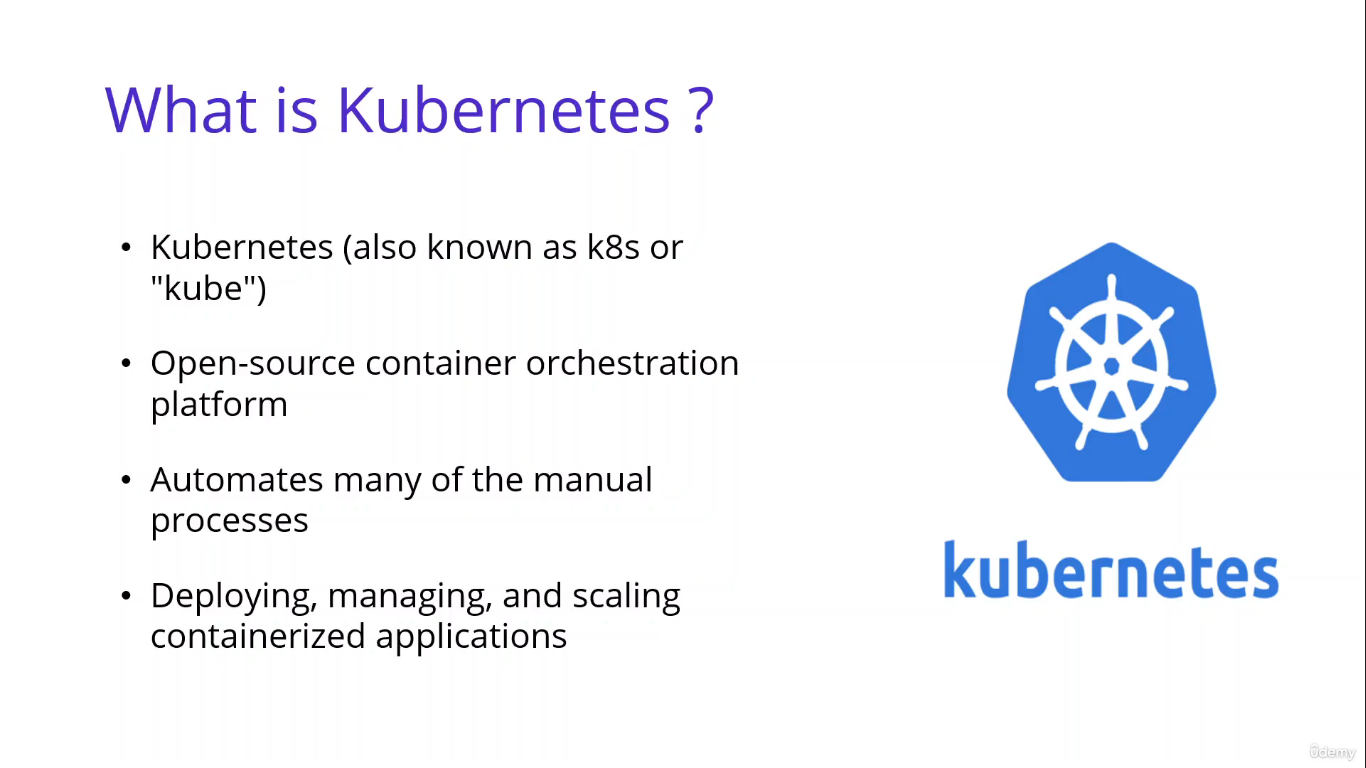 What is Kubernetes ?
• Kubernetes (also known as k8s or
"kube")
• Open-source container orchestration
platform
• Automates many of the manual
processes
• Deploying, managing, and scaling
containerized applications
kubernetes
ûdemy